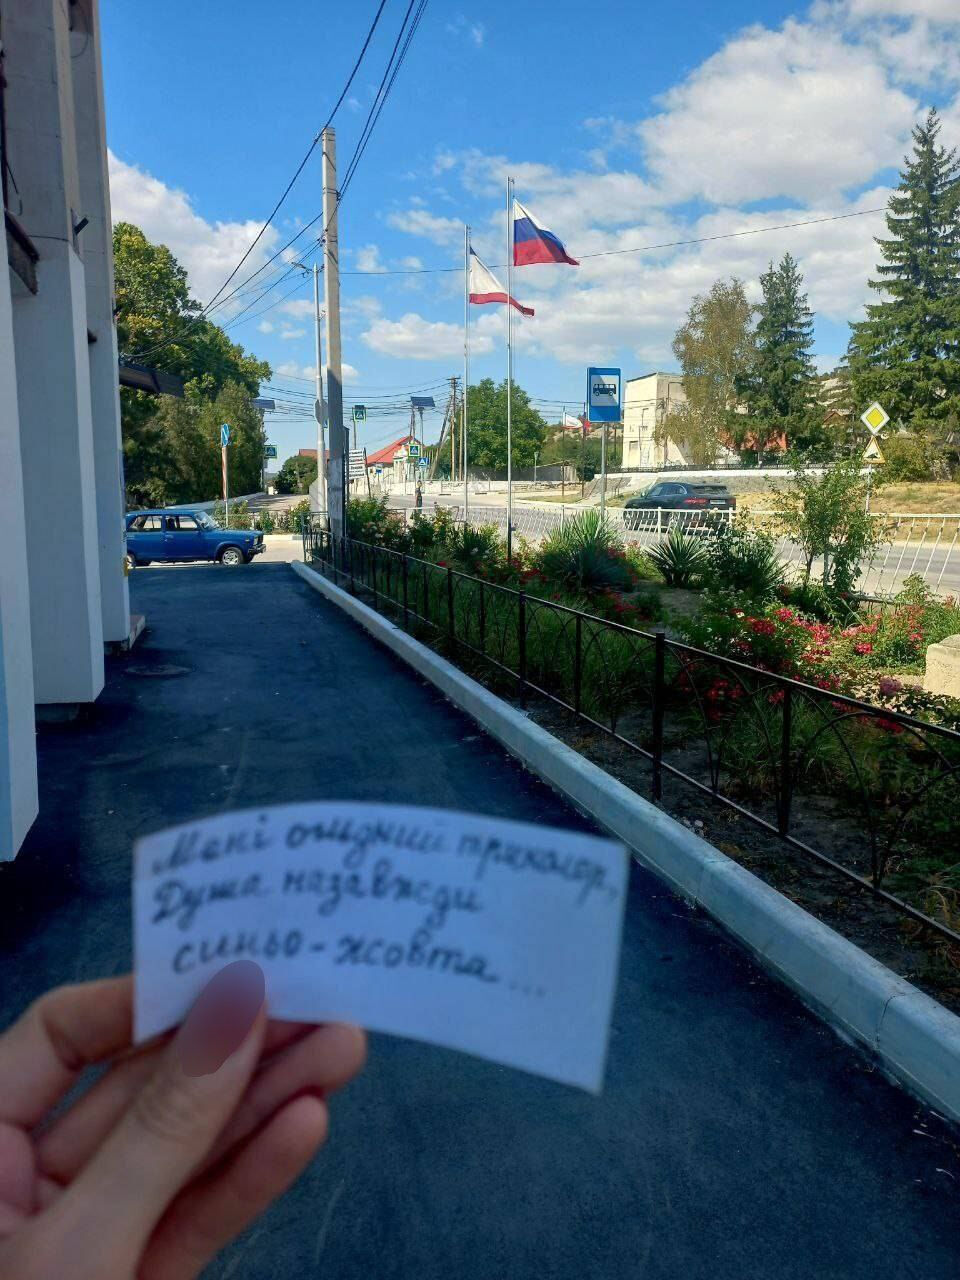 Мені огидний триколор,
Душа назавжди
синьо-жовта...